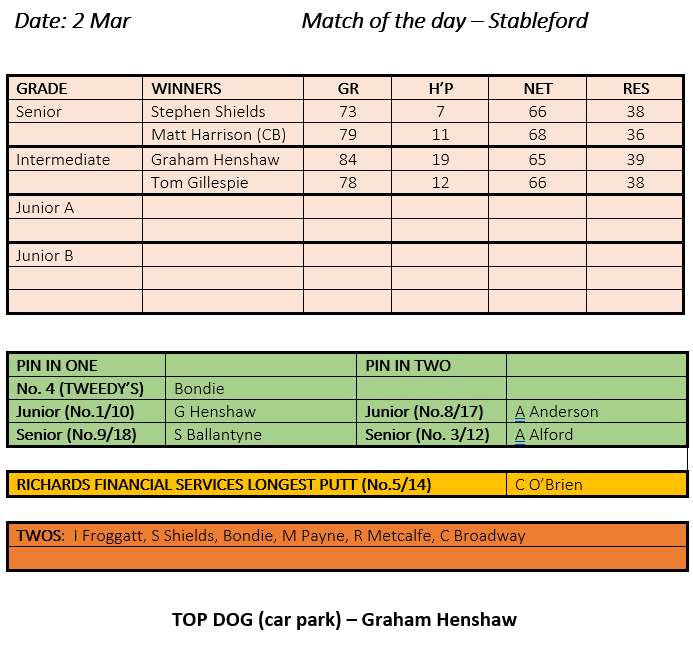 Date: 2 Mar Match of the day – Stableford
GRADE WINNERS GR H’P NET RES
Senior Stephen Shields 73 7 66 38
Matt Harrison (CB) 79 11 68 36
Intermediate Graham Henshaw 84 19 65 39
Tom Gillespie 78 12 66 38
Junior A
Junior B
PIN IN ONE PIN IN TWO
No. 4 (TWEEDY’S) Bondie
Junior (No.1/10) G Henshaw Junior (No.8/17) A Anderson
Senior (No.9/18) S Ballantyne Senior (No. 3/12) A Alford
RICHARDS FINANCIAL SERVICES LONGEST PUTT (No.5/14) C O’Brien
TWOS: I Froggatt, S Shields, Bondie, M Payne, R Metcalfe, C Broadway
TOP DOG (car park) – Graham Henshaw